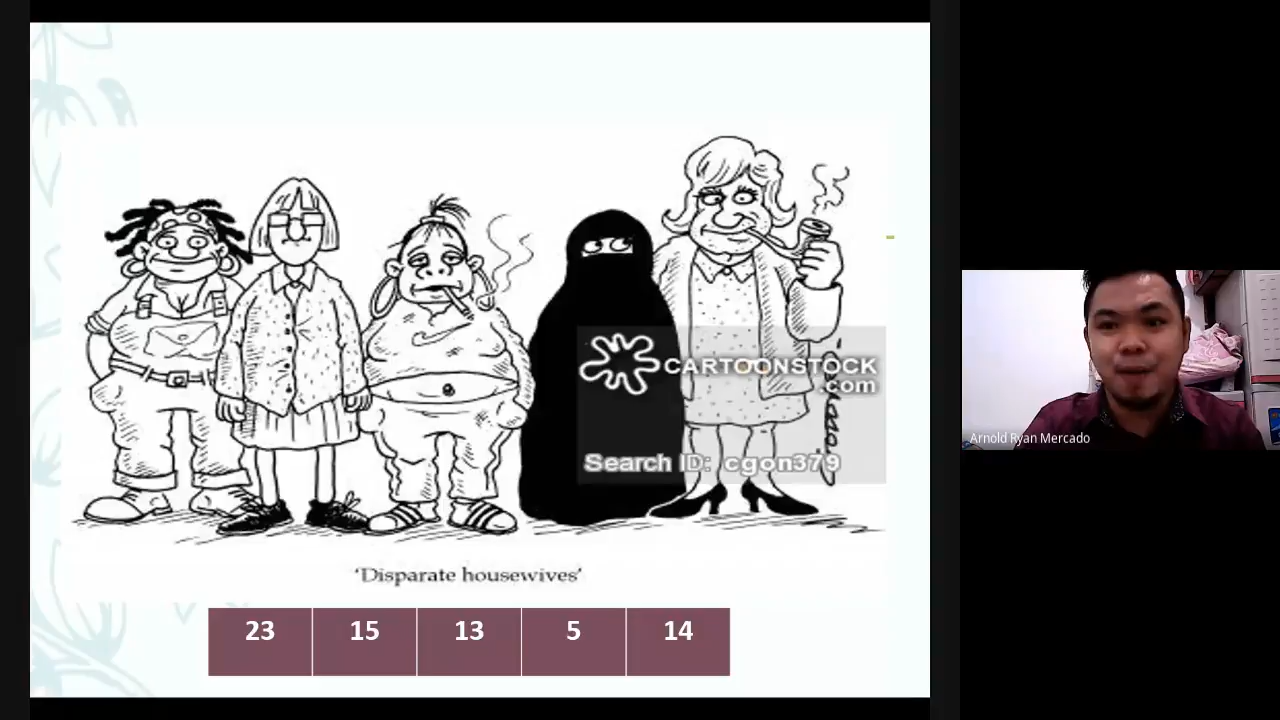 CARTOONSTOCK
.com
Search ID: cgon379
'Disparate housewives'
23 15 13 5 14
Arnold Ryan Mercado